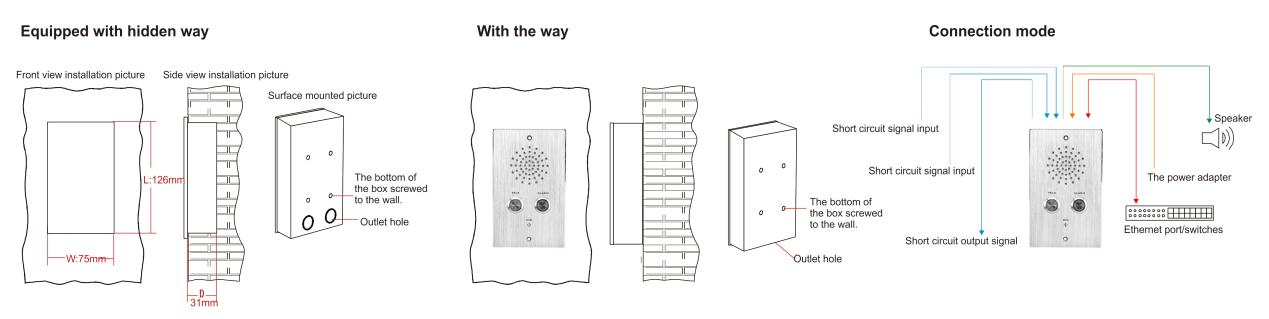 Equipped with hidden way
Front view installation picture
Side view installation picture
Surface mounted picture
L:126mm
W:75mm
D
31mm
The bottom of
the box screwed
to the wall.
Outlet hole
With the way
The bottom of
the box screwed
to the wall.
Outlet hole
Connection mode
Short circuit signal input
Short circuit signal input
Short circuit output signal
Speaker
The power adapter
Ethernet port/switches